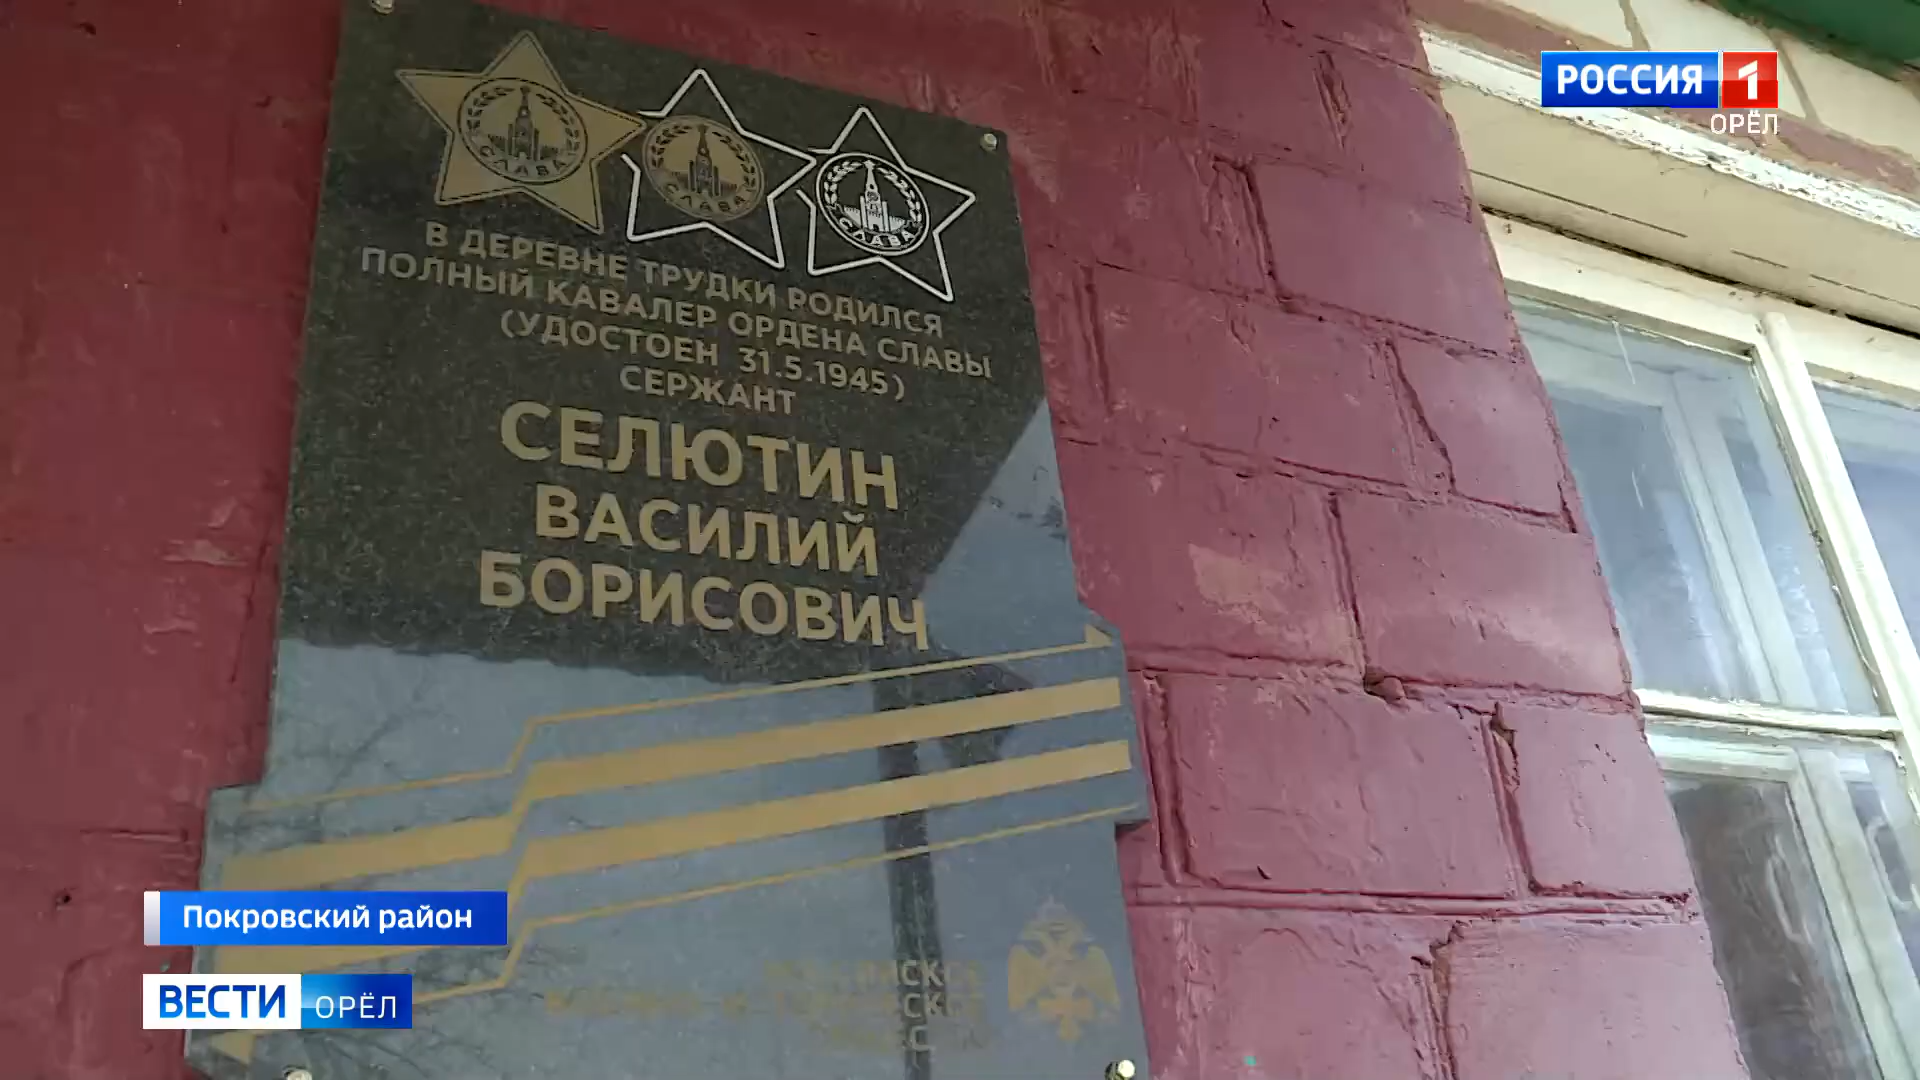 РОССИЯ 1
ОРЁЛ
СЛАВА
СЛАВА
СЛАВА
В ДЕРЕВНЕ ТРУДКИ РОДИЛСЯ
ПОЛНЫЙ КАВАЛЕР ОРДЕНА СЛАВЫ
(УДОСТОЕН 31.5.1945)
СЕРЖАНТ
СЕЛЮТИН
ВАСИЛИЙ
БОРИСОВИЧ
Покровский район
ВЕСТИ ОРЁЛ